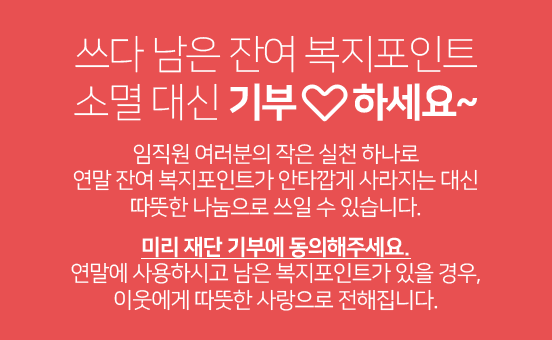 쓰다 남은 잔여 복지포인트
소멸 대신 기부♡하세요~
임직원 여러분의 작은 실천 하나로
연말 잔여 복지포인트가 안타깝게 사라지는 대신
따뜻한 나눔으로 쓰일 수 있습니다.
미리 재단 기부에 동의해주세요.
연말에 사용하시고 남은 복지포인트가 있을 경우,
이웃에게 따뜻한 사랑으로 전해집니다.